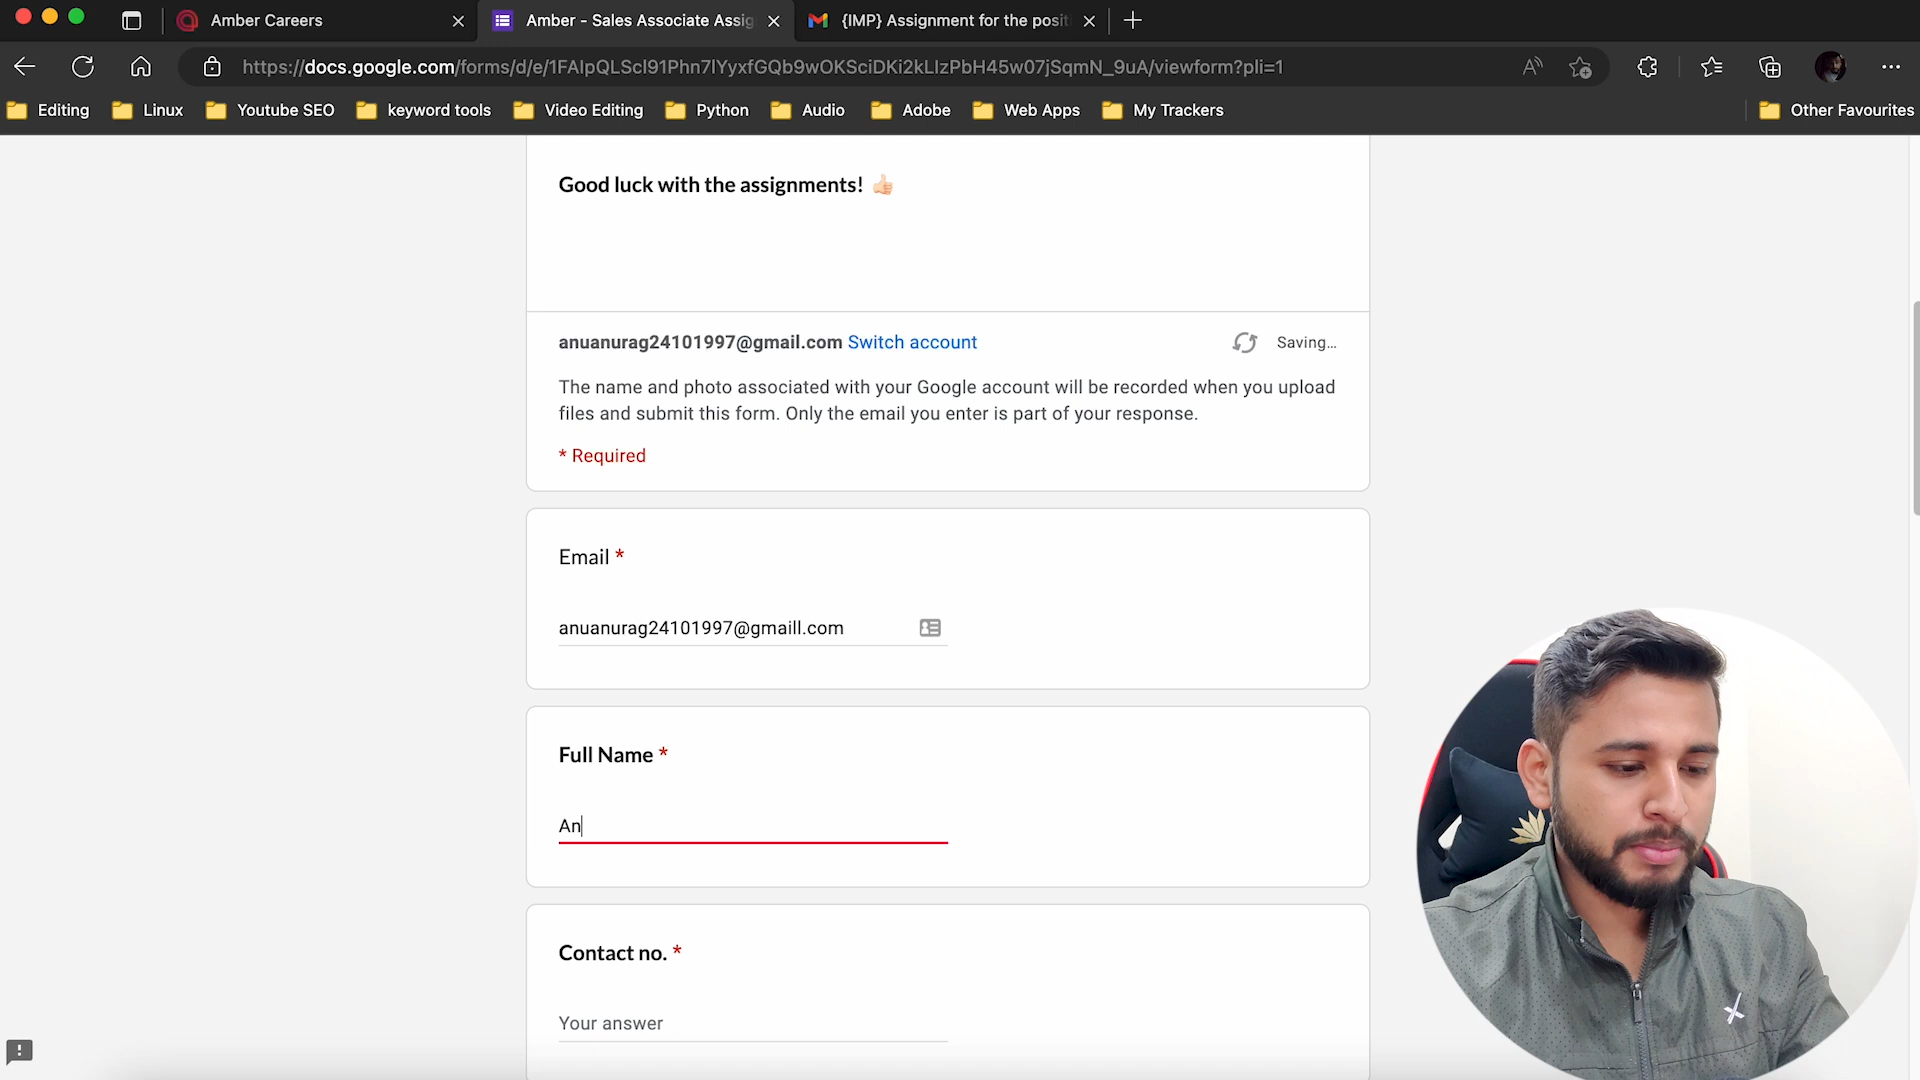 Amber Careers
Amber - Sales Associate Assig
{IMP} Assignment for the posit
https://docs.google.com/forms/d/e/1FAIpQLScl91Phn7lYyxfGQb9wOKSciDKi2kLIzPbH45w07jSqmN_9uA/viewform?pli=1
Editing
Linux
Youtube SEO
keyword tools
Video Editing
Python
Audio
Adobe
Web Apps
My Trackers
Other Favourites
Good luck with the assignments! 👍🏻
anuanurag24101997@gmail.com Switch account
Saving...
The name and photo associated with your Google account will be recorded when you upload
files and submit this form. Only the email you enter is part of your response.
* Required
Email *
anuanurag24101997@gmaill.com
Full Name *
An
Contact no. *
Your answer